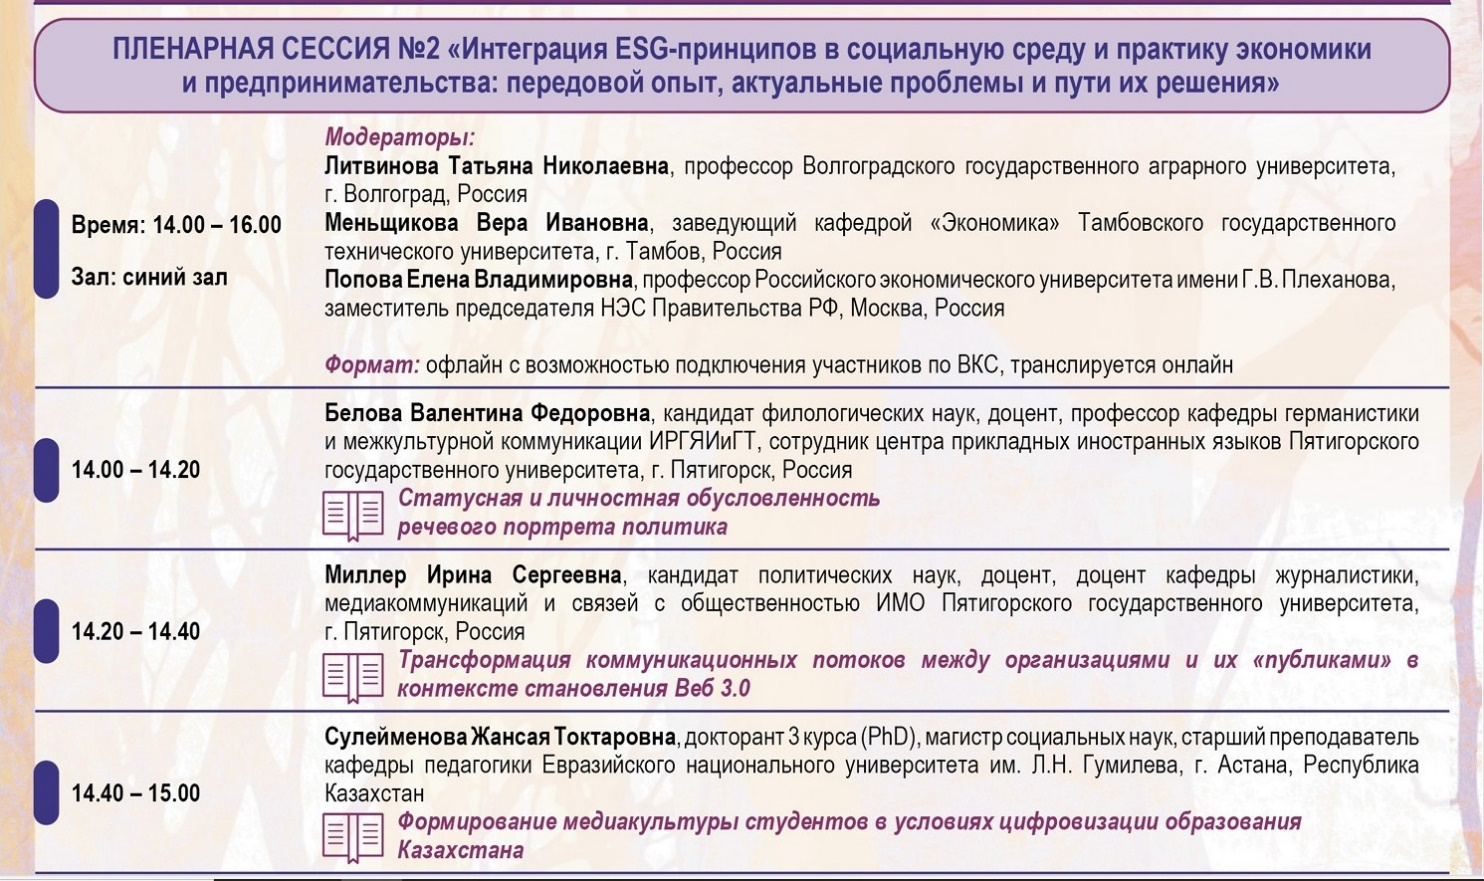 ПЛЕНАРНАЯ СЕССИЯ №2 «Интеграция ESG-принципов в социальную среду и практику экономики
и предпринимательства: передовой опыт, актуальные проблемы и пути их решения»
Время: 14.00 – 16.00
Зал: синий зал
Модераторы:
Литвинова Татьяна Николаевна, профессор Волгоградского государственного аграрного университета,
г. Волгоград, Россия
Меньщикова Вера Ивановна, заведующий кафедрой «Экономика» Тамбовского государственного
технического университета, г. Тамбов, Россия
Попова Елена Владимировна, профессор Российского экономического университета имени Г.В. Плеханова,
заместитель председателя НЭС Правительства РФ, Москва, Россия
Формат: офлайн с возможностью подключения участников по ВКС, транслируется онлайн
14.00 – 14.20
Белова Валентина Федоровна, кандидат филологических наук, доцент, профессор кафедры германистики
и межкультурной коммуникации ИРГЯИиГТ, сотрудник центра прикладных иностранных языков Пятигорского
государственного университета, г. Пятигорск, Россия
Статусная и личностная обусловленность
речевого портрета политика
14.20 – 14.40
Миллер Ирина Сергеевна, кандидат политических наук, доцент, доцент кафедры журналистики,
медиакоммуникаций и связей с общественностью ИМО Пятигорского государственного университета,
г. Пятигорск, Россия
Трансформация коммуникационных потоков между организациями и их «публиками» в
контексте становления Веб 3.0
14.40 – 15.00
Сулейменова Жансая Токтаровна, докторант 3 курса (PhD), магистр социальных наук, старший преподаватель
кафедры педагогики Евразийского национального университета им. Л.Н. Гумилева, г. Астана, Республика
Казахстан
Формирование медиакультуры студентов в условиях цифровизации образования
Казахстана